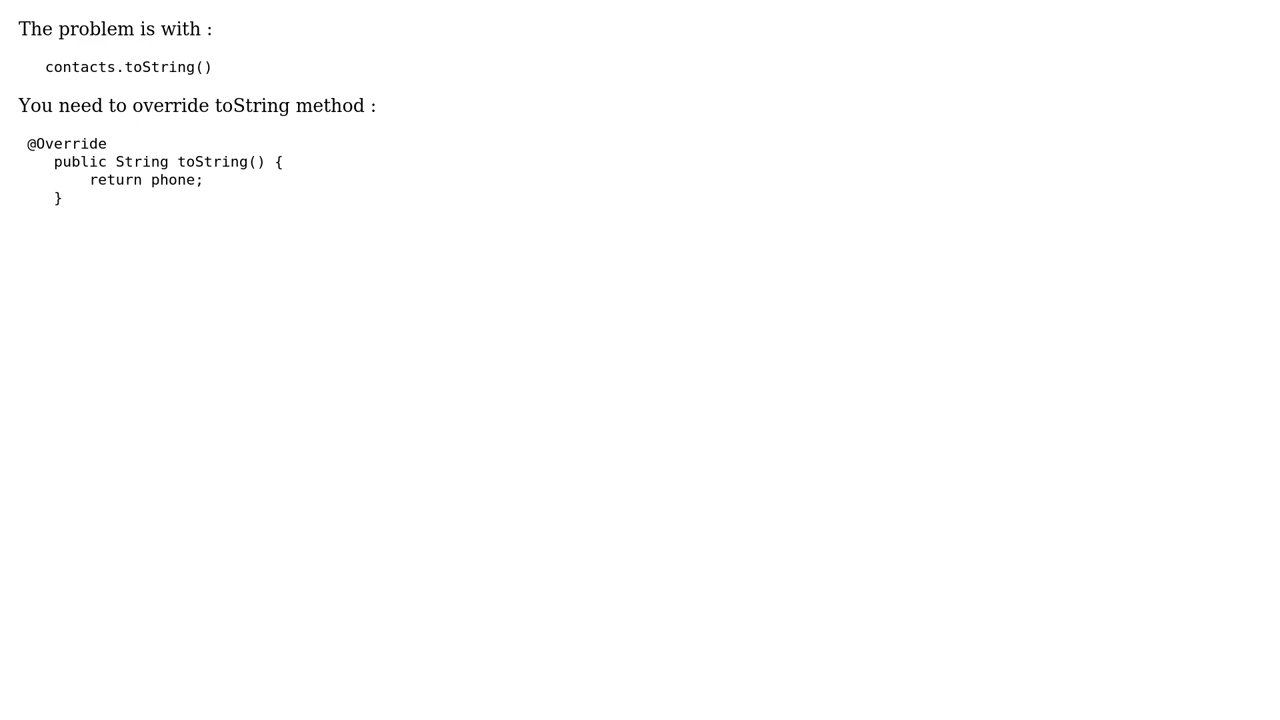 The problem is with :
contacts.toString()
You need to override toString method :
@Override
public String toString() {
return phone;
}